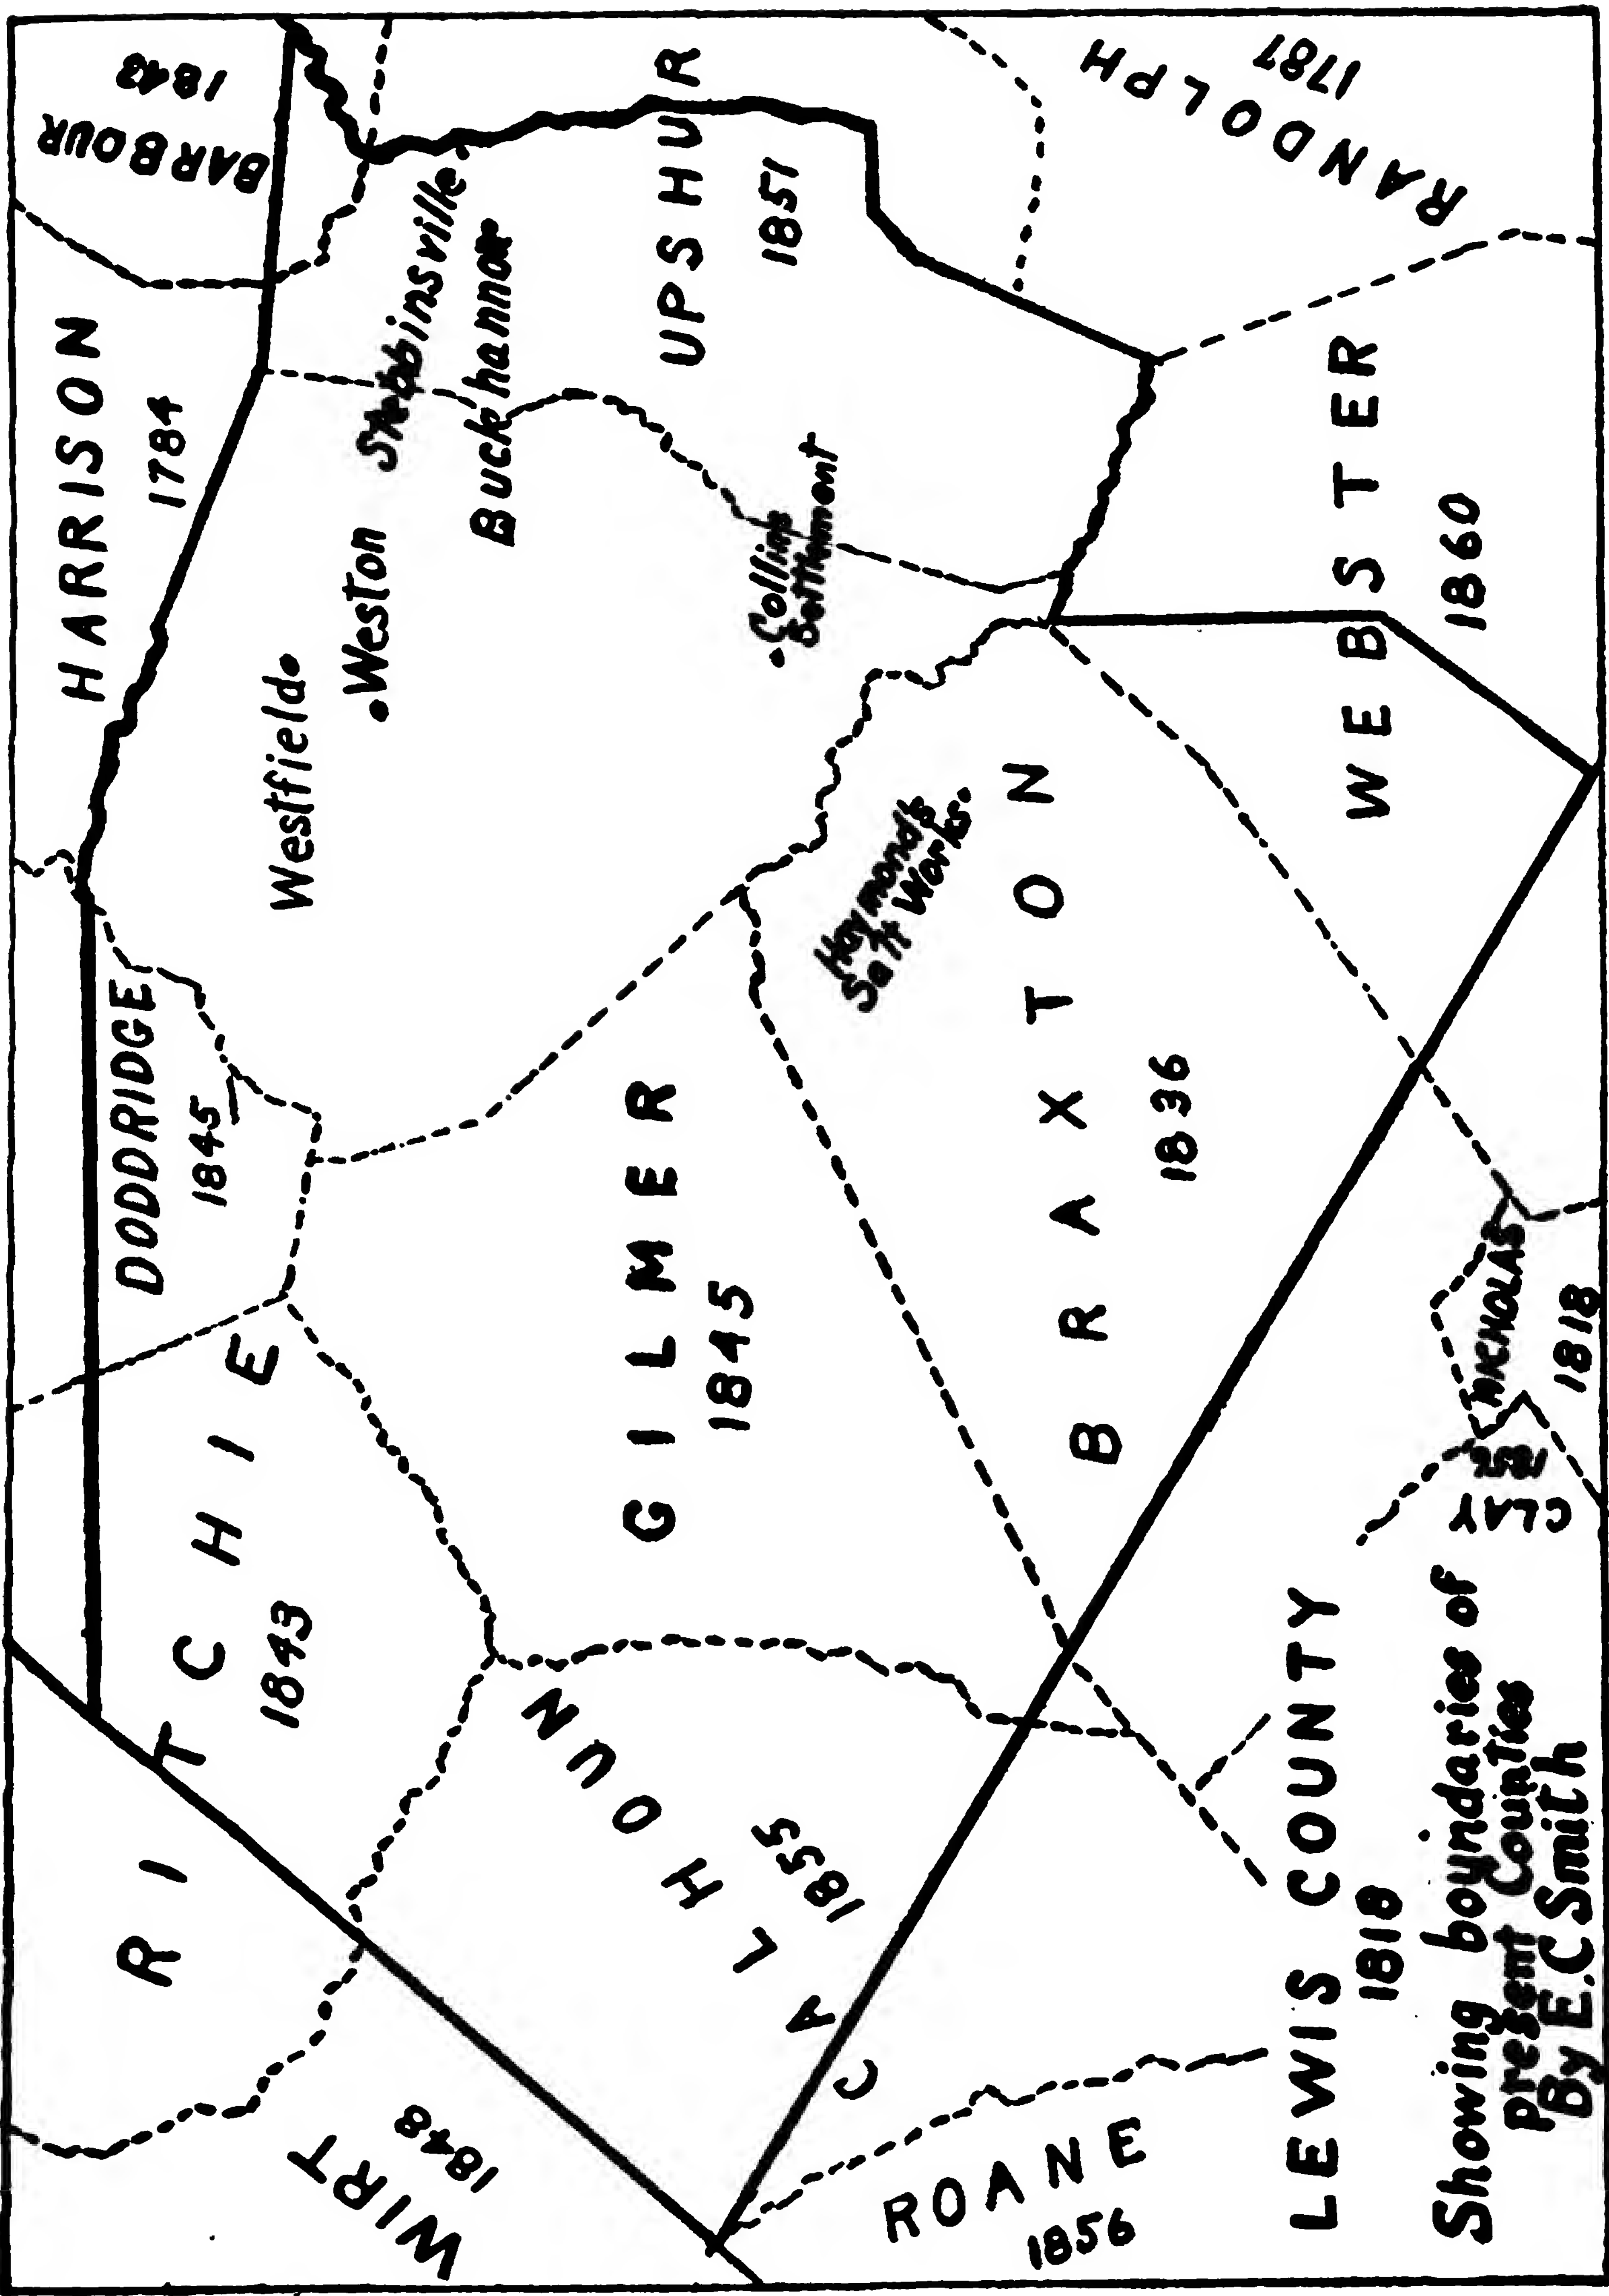 HARRISON
1784
BARBOUR
1843
DODDRIDGE
1845
RITCHIE
1843
WIRT
1848
Westfield
Weston
Stebbinsville
Buckhannon
UPSHUR
1851
RANDOLPH
1787
Collins
Settlement
GILMER
1845
CALHOUN
1855
Haymonds
Salt Works.
BRAXTON
1836
WEBSTER
1860
ROANE
1856
NICHOLAS
1818
CLAY
LEWIS COUNTY
1818
Showing boundaries of
present Counties
By E.C Smith